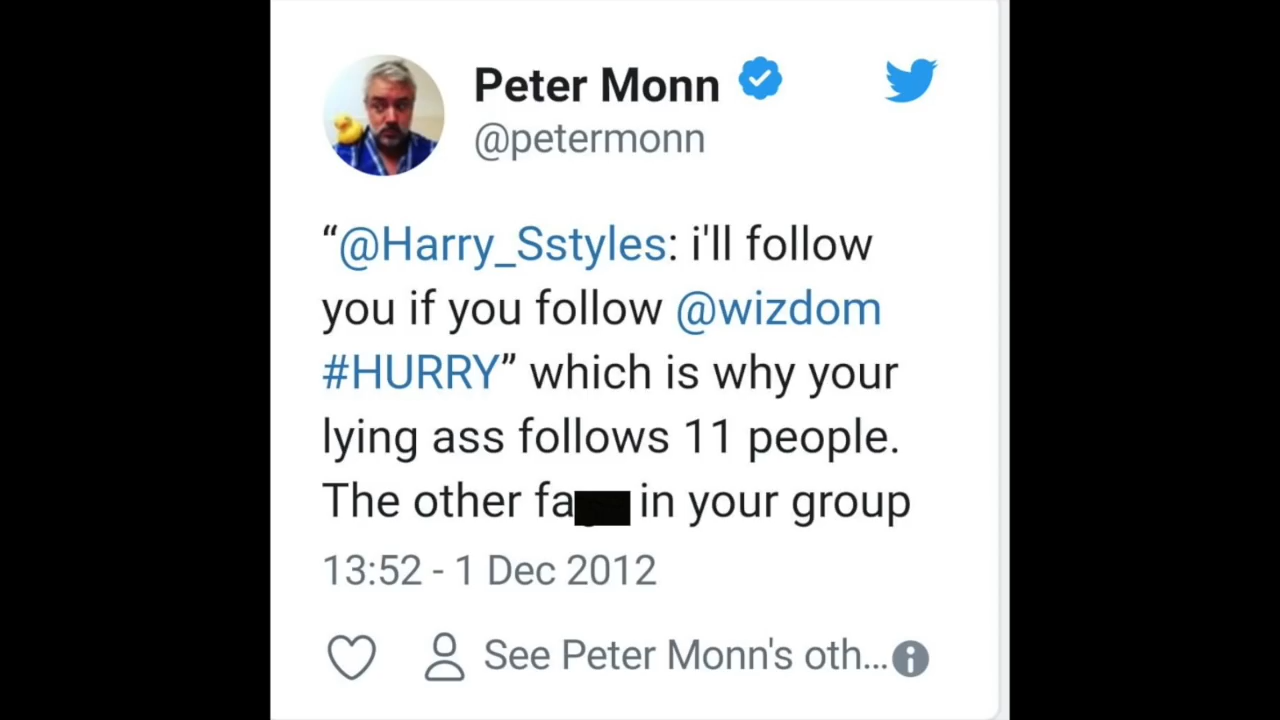 Peter Monn
@petermonn
“@Harry_Sstyles: i'll follow
you if you follow @wizdom
#HURRY” which is why your
lying ass follows 11 people.
The other fa in your group
13:52 - 1 Dec 2012
See Peter Monn's oth...